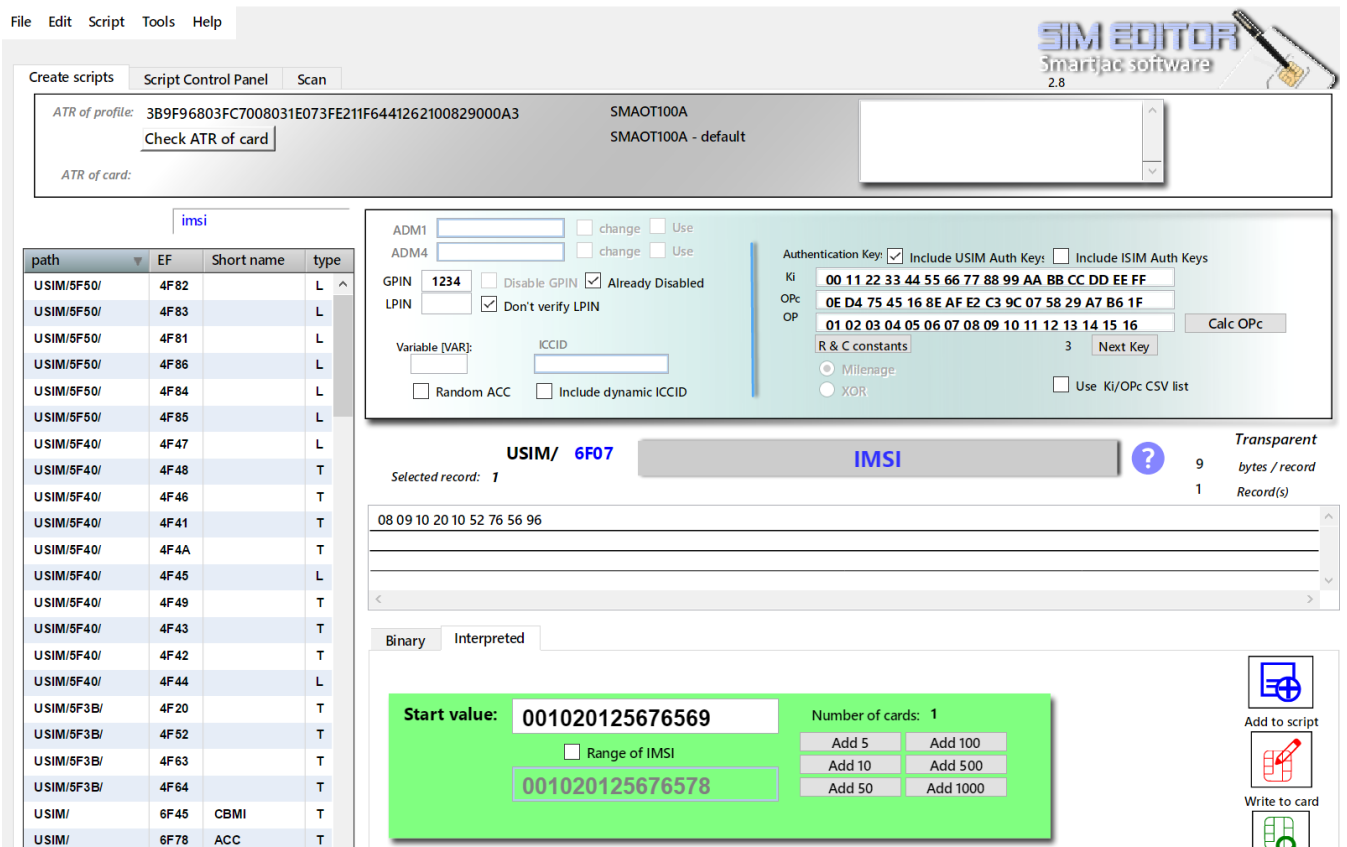 File Edit Script Tools Help
SIM EDITOR
Smartjac software
2.8
Create scripts Script Control Panel Scan
ATR of profile: 3B9F96803FC7008031E073FE211F6441262100829000A3 SMAOT100A
Check ATR of card SMAOT100A - default
ATR of card:
imsi
path EF Short name type
USIM/5F50/ 4F82 L
USIM/5F50/ 4F83 L
USIM/5F50/ 4F81 L
USIM/5F50/ 4F86 L
USIM/5F50/ 4F84 L
USIM/5F50/ 4F85 L
USIM/5F40/ 4F47 L
USIM/5F40/ 4F48 T
USIM/5F40/ 4F46 T
USIM/5F40/ 4F41 T
USIM/5F40/ 4F4A T
USIM/5F40/ 4F45 L
USIM/5F40/ 4F49 T
USIM/5F40/ 4F43 T
USIM/5F40/ 4F42 T
USIM/5F40/ 4F44 L
USIM/5F3B/ 4F20 T
USIM/5F3B/ 4F52 T
USIM/5F3B/ 4F63 T
USIM/5F3B/ 4F64 T
USIM/ 6F45 CBMI T
USIM/ 6F78 ACC T
ADM1 change Use
ADM4 change Use
GPIN 1234 Disable GPIN Already Disabled
LPIN Don't verify LPIN
Variable [VAR]: ICCID
Random ACC Include dynamic ICCID
Authentication Key: Include USIM Auth Key: Include ISIM Auth Keys
Ki 00 11 22 33 44 55 66 77 88 99 AA BB CC DD EE FF
OPc 0E D4 75 45 16 8E AF E2 C3 9C 07 58 29 A7 B6 1F
OP 01 02 03 04 05 06 07 08 09 10 11 12 13 14 15 16 Calc OPc
R & C constants 3 Next Key
Milenage
XOR Use Ki/OPc CSV list
USIM/ 6F07 IMSI ? Transparent
Selected record: 1 9 bytes / record
1 Record(s)
08 09 10 20 10 52 76 56 96
Binary Interpreted
Start value: 001020125676569 Number of cards: 1
Range of IMSI
001020125676578
Add 5 Add 100
Add 10 Add 500
Add 50 Add 1000
Add to script
Write to card